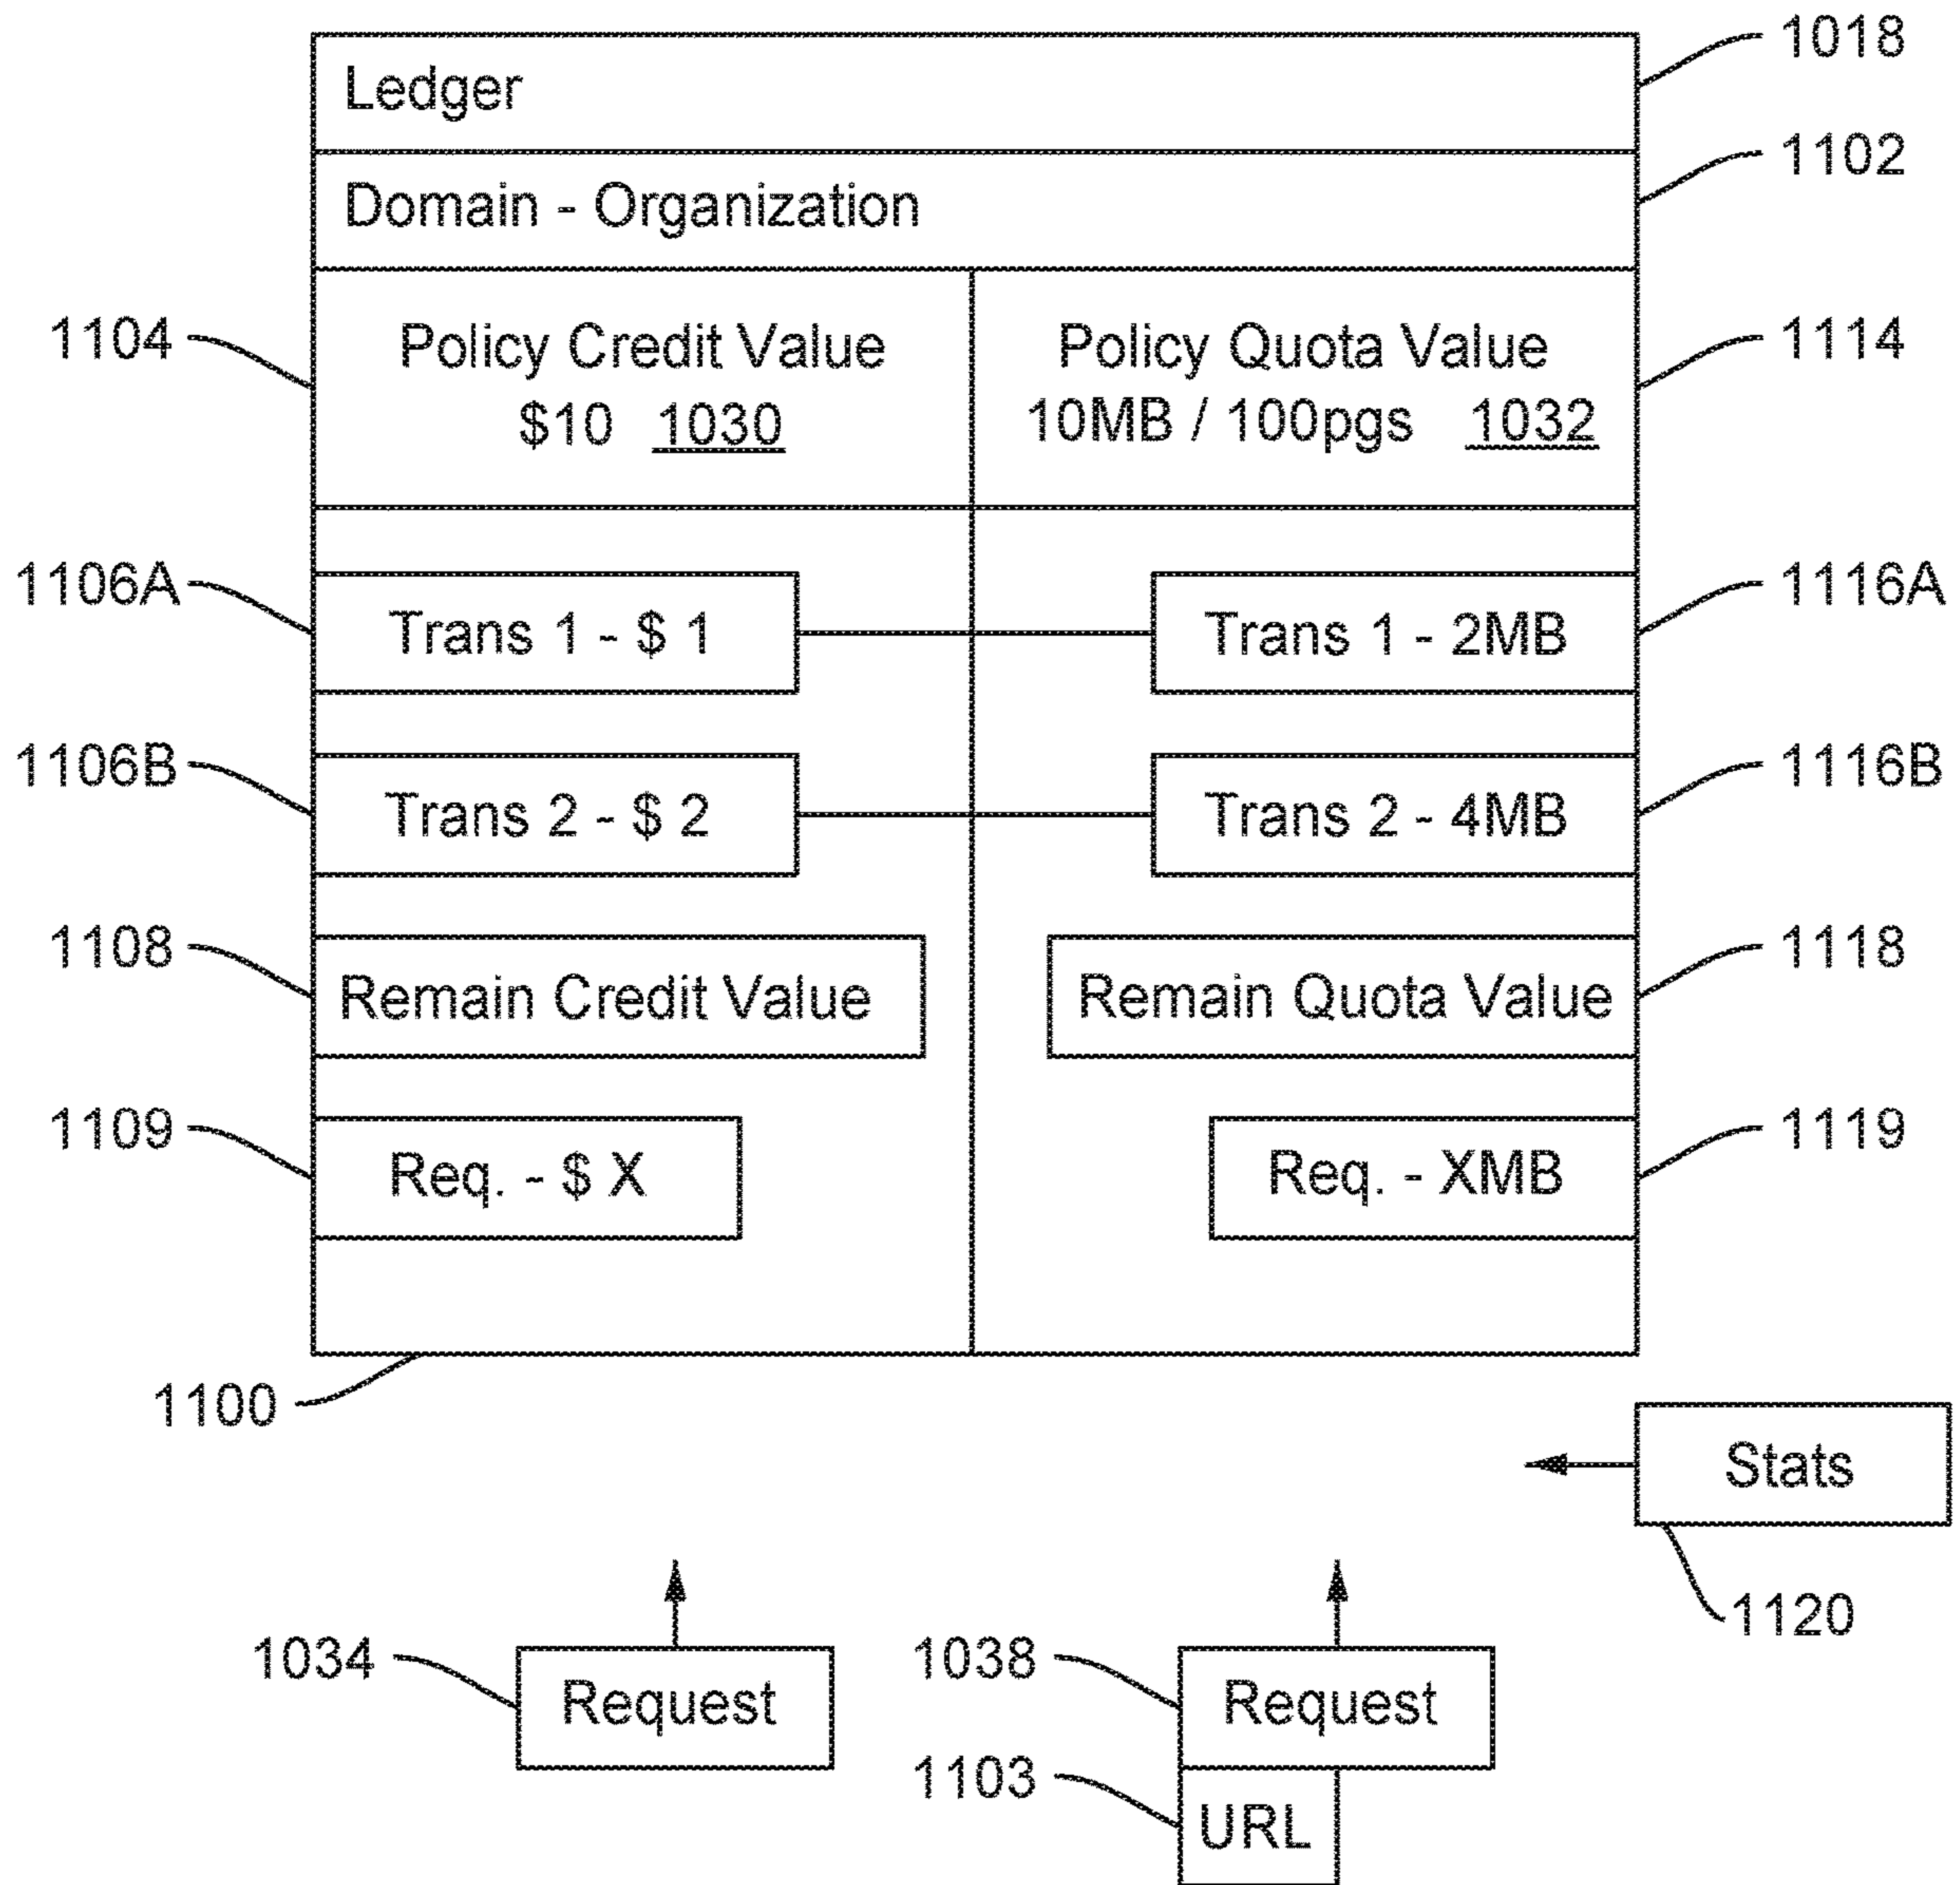 Ledger
1018
Domain - Organization
1102
1104
Policy Credit Value
$10 1030
Policy Quota Value
10MB / 100pgs 1032
1114
1106A
Trans 1 - $ 1
Trans 1 - 2MB
1116A
1106B
Trans 2 - $ 2
Trans 2 - 4MB
1116B
1108
Remain Credit Value
Remain Quota Value
1118
1109
Req. - $ X
Req. - XMB
1119
1100
Stats
1120
1034
Request
1038
Request
1103
URL